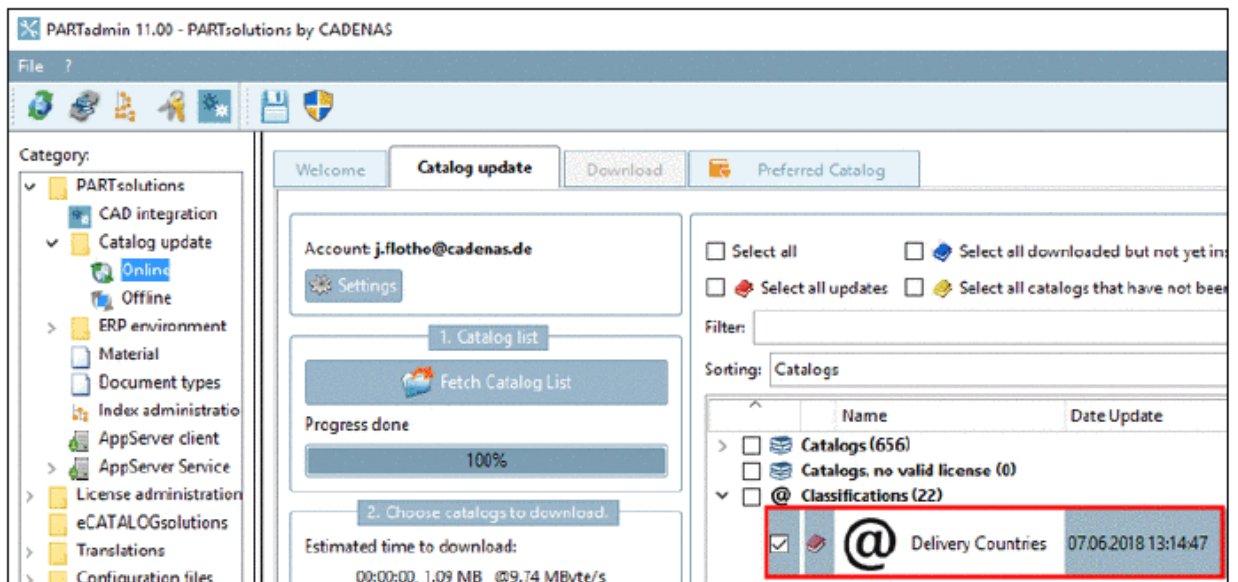 PARTadmin 11.00 - PARTsolutions by CADENAS
File ?
Category:
PARTsolutions
CAD integration
Catalog update
Online
Offline
ERP environment
Material
Document types
Index administratio
AppServer client
AppServer Service
License administration
eCATALOGsolutions
Translations
Configuration files
Welcome
Catalog update
Download
Preferred Catalog
Account: j.flotho@cadenas.de
Settings
1. Catalog list
Fetch Catalog List
Progress done
100%
2. Choose catalogs to download.
Estimated time to download:
00:00:00, 1.09 MB @9.74 MByte/s
Select all
Select all downloaded but not yet in
Select all updates
Select all catalogs that have not been
Filter:
Sorting: Catalogs
Name Date Update
Catalogs (656)
Catalogs, no valid license (0)
@ Classifications (22)
@ Delivery Countries 07.06.2018 13:14:47